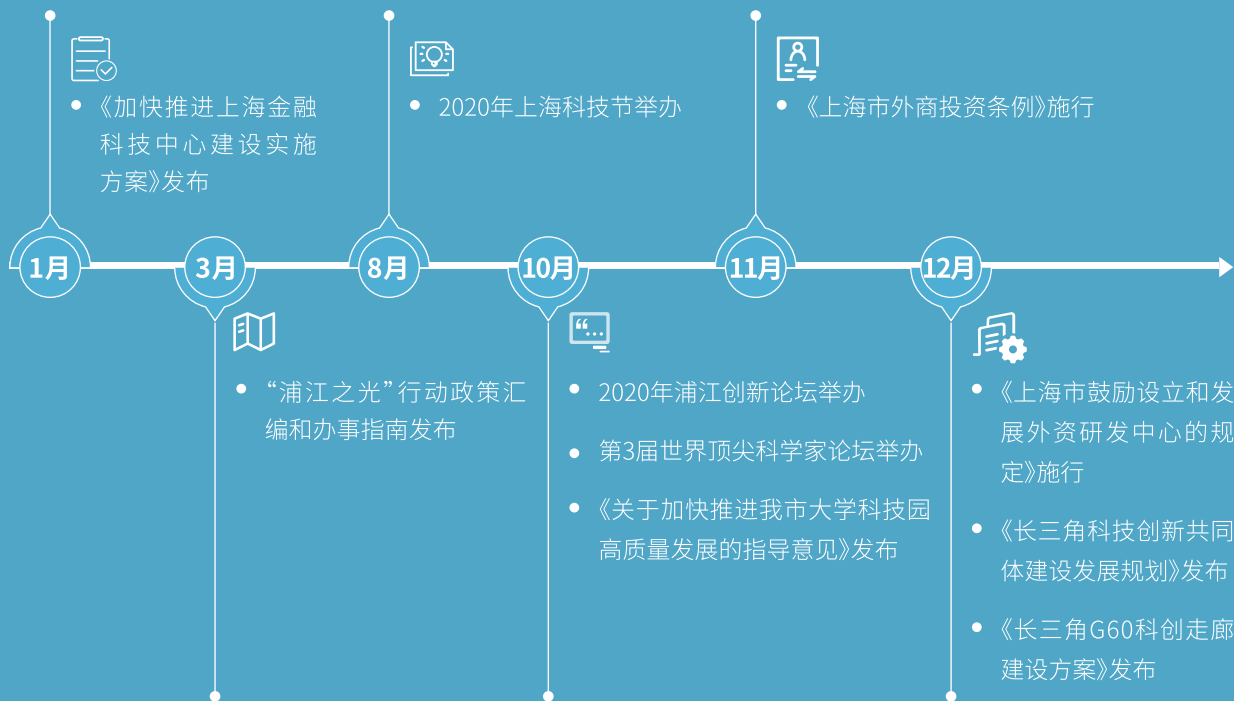 《加快推进上海金融
科技中心建设实施
方案》发布
2020年上海科技节举办
《上海市外商投资条例》施行
1月
3月
8月
10月
11月
12月
“浦江之光”行动政策汇
编和办事指南发布
2020年浦江创新论坛举办
第3届世界顶尖科学家论坛举办
《关于加快推进我市大学科技园
高质量发展的指导意见》发布
《上海市鼓励设立和发
展外资研发中心的规
定》施行
《长三角科技创新共同
体建设发展规划》发布
《长三角G60科创走廊
建设方案》发布